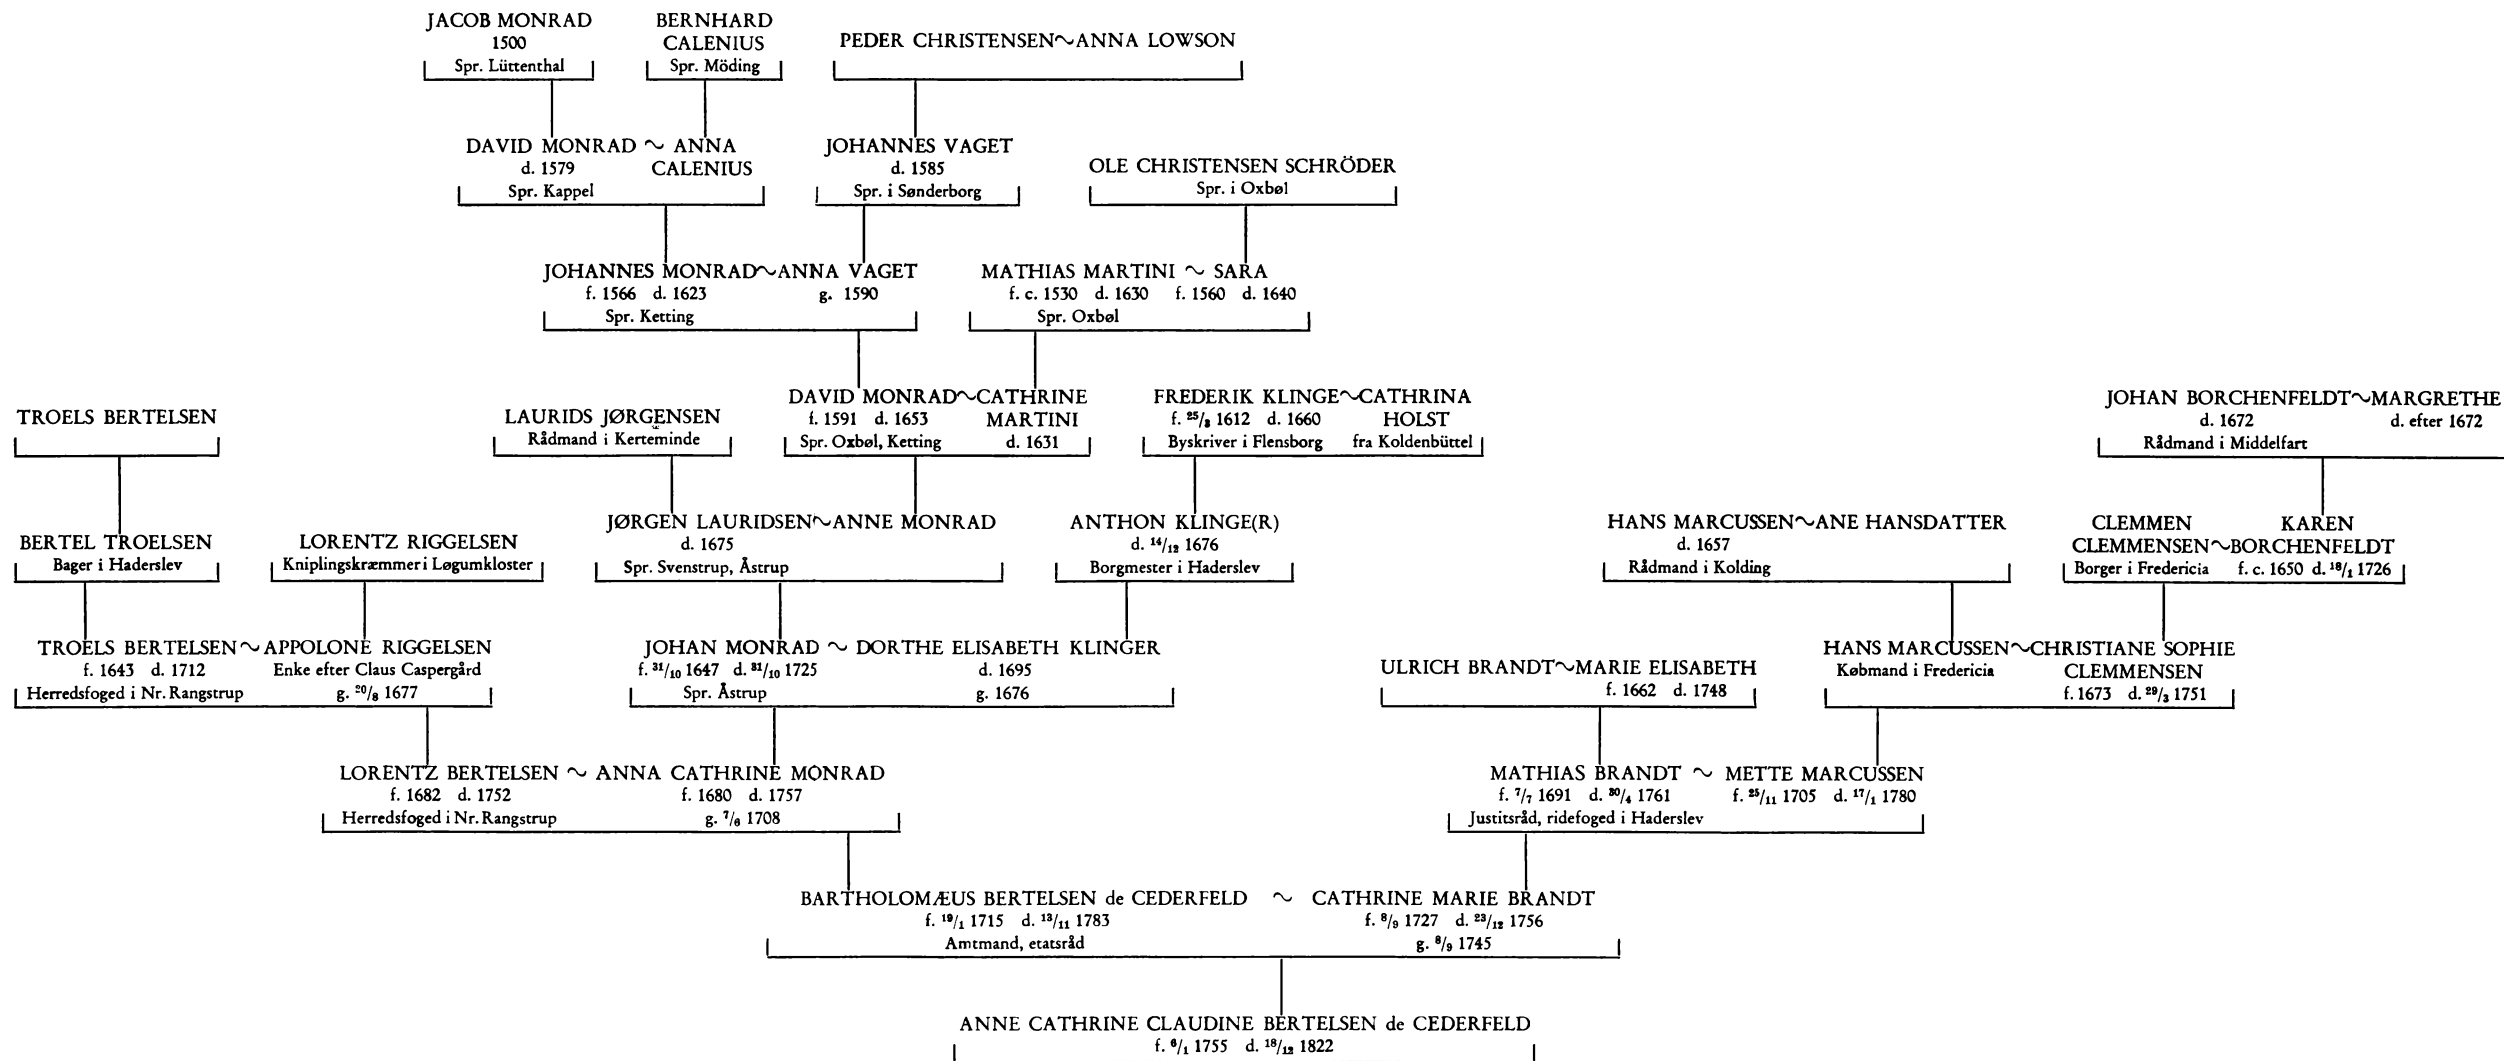 JACOB MONRAD
1500
Spr. Lüttenthal
BERNHARD
CALENIUS
Spr. Möding
PEDER CHRISTENSEN~ANNA LOWSON
DAVID MONRAD ~ ANNA
d. 1579 CALENIUS
Spr. Kappel
JOHANNES VAGET
d. 1585
Spr. i Sønderborg
OLE CHRISTENSEN SCHRÖDER
Spr. i Oxbøl
JOHANNES MONRAD~ANNA VAGET
f. 1566 d. 1623 g. 1590
Spr. Ketting
MATHIAS MARTINI ~ SARA
f. c. 1530 d. 1630 f. 1560 d. 1640
Spr. Oxbøl
TROELS BERTELSEN
LAURIDS JØRGENSEN
Rådmand i Kerteminde
DAVID MONRAD~CATHRINE
f. 1591 d. 1653 MARTINI
Spr. Oxbøl, Ketting d. 1631
FREDERIK KLINGE~CATHRINA
f. 25/3 1612 d. 1660 HOLST
Byskriver i Flensborg fra Koldenbüttel
JOHAN BORCHENFELDT~MARGRETHE
d. 1672 d. efter 1672
Rådmand i Middelfart
BERTEL TROELSEN
Bager i Haderslev
LORENTZ RIGGELSEN
Kniplingskræmmer i Løgumkloster
JØRGEN LAURIDSEN~ANNE MONRAD
d. 1675
Spr. Svenstrup, Åstrup
ANTHON KLINGE(R)
d. 14/12 1676
Borgmester i Haderslev
HANS MARCUSSEN~ANE HANSDATTER
d. 1657
Rådmand i Kolding
CLEMMEN KAREN
CLEMMENSEN~BORCHENFELDT
Borger i Fredericia f. c. 1650 d. 18/1 1726
TROELS BERTELSEN~APPOLONE RIGGELSEN
f. 1643 d. 1712 Enke efter Claus Caspergård
Herredsfoged i Nr. Rangstrup g. 20/8 1677
JOHAN MONRAD ~ DORTHE ELISABETH KLINGER
f. 31/10 1647 d. 31/10 1725 d. 1695
Spr. Åstrup g. 1676
ULRICH BRANDT~MARIE ELISABETH
f. 1662 d. 1748
HANS MARCUSSEN~CHRISTIANE SOPHIE
Købmand i Fredericia CLEMMENSEN
f. 1673 d. 29/3 1751
LORENTZ BERTELSEN ~ ANNA CATHRINE MONRAD
f. 1682 d. 1752 f. 1680 d. 1757
Herredsfoged i Nr. Rangstrup g. 7/6 1708
MATHIAS BRANDT ~ METTE MARCUSSEN
f. 7/7 1691 d. 30/4 1761 f. 25/11 1705 d. 17/1 1780
Justitsråd, ridefoged i Haderslev
BARTHOLOMÆUS BERTELSEN de CEDERFELD ~ CATHRINE MARIE BRANDT
f. 19/1 1715 d. 13/11 1783 f. 8/9 1727 d. 23/12 1756
Amtmand, etatsråd g. 8/9 1745
ANNE CATHRINE CLAUDINE BERTELSEN de CEDERFELD
f. 6/1 1755 d. 18/12 1822